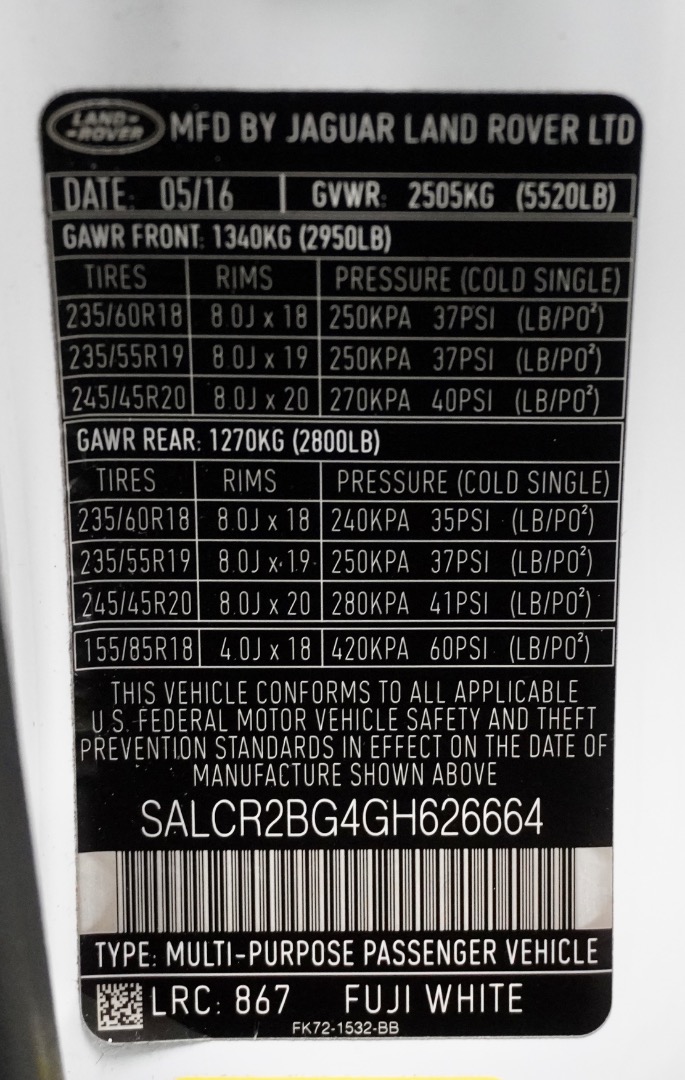 LAND-
-ROVER MFD BY JAGUAR LAND ROVER LTD
DATE: 05/16 | GVWR: 2505KG (5520LB)
GAWR FRONT: 1340KG (2950LB)
TIRES RIMS PRESSURE (COLD SINGLE)
235/60R18 8.0J x 18 250KPA 37PSI (LB/PO²)
235/55R19 8.0J x 19 250KPA 37PSI (LB/PO²)
245/45R20 8.0J x 20 270KPA 40PSI (LB/PO²)
GAWR REAR: 1270KG (2800LB)
TIRES RIMS PRESSURE (COLD SINGLE)
235/60R18 8.0J x 18 240KPA 35PSI (LB/PO²)
235/55R19 8.0J x 19 250KPA 37PSI (LB/PO²)
245/45R20 8.0J x 20 280KPA 41PSI (LB/PO²)
155/85R18 4.0J x 18 420KPA 60PSI (LB/PO²)
THIS VEHICLE CONFORMS TO ALL APPLICABLE
U.S. FEDERAL MOTOR VEHICLE SAFETY AND THEFT
PREVENTION STANDARDS IN EFFECT ON THE DATE OF
MANUFACTURE SHOWN ABOVE
SALCR2BG4GH626664
TYPE: MULTI-PURPOSE PASSENGER VEHICLE
LRC: 867 FUJI WHITE
FK72-1532-BB